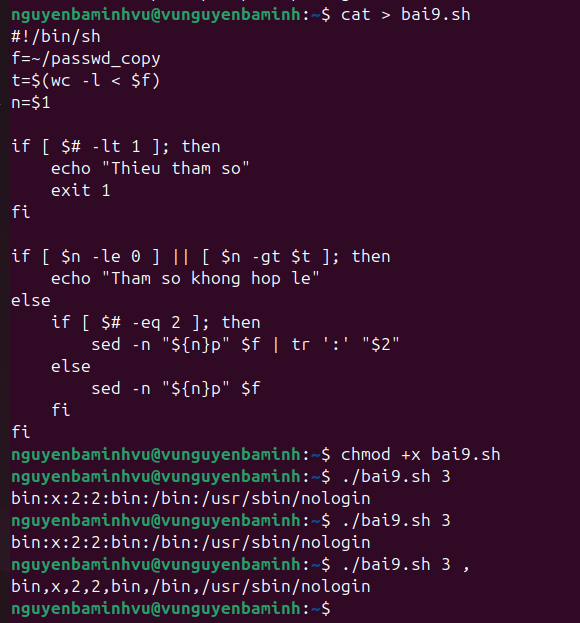 nguyenbaminhvu@vunguyenbaminh:~$ cat > bai9.sh
#!/bin/sh
f=~/passwd_copy
t=$(wc -l < $f)
n=$1

if [ $# -lt 1 ]; then
    echo "Thieu tham so"
    exit 1
fi

if [ $n -le 0 ] || [ $n -gt $t ]; then
    echo "Tham so khong hop le"
else
    if [ $# -eq 2 ]; then
        sed -n "${n}p" $f | tr ':' "$2"
    else
        sed -n "${n}p" $f
    fi
fi
nguyenbaminhvu@vunguyenbaminh:~$ chmod +x bai9.sh
nguyenbaminhvu@vunguyenbaminh:~$ ./bai9.sh 3
bin:x:2:2:bin:/bin:/usr/sbin/nologin
nguyenbaminhvu@vunguyenbaminh:~$ ./bai9.sh 3
bin:x:2:2:bin:/bin:/usr/sbin/nologin
nguyenbaminhvu@vunguyenbaminh:~$ ./bai9.sh 3 ,
bin,x,2,2,bin,/bin,/usr/sbin/nologin
nguyenbaminhvu@vunguyenbaminh:~$